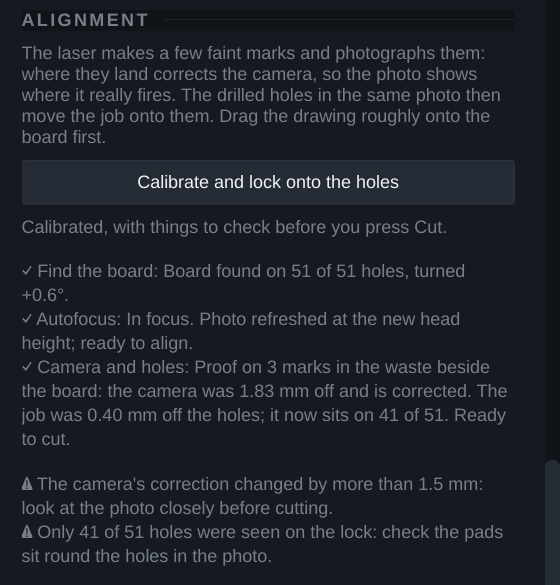 ALIGNMENT
The laser makes a few faint marks and photographs them:
where they land corrects the camera, so the photo shows
where it really fires. The drilled holes in the same photo then
move the job onto them. Drag the drawing roughly onto the
board first.
Calibrate and lock onto the holes
Calibrated, with things to check before you press Cut.
✓ Find the board: Board found on 51 of 51 holes, turned
+0.6°.
✓ Autofocus: In focus. Photo refreshed at the new head
height; ready to align.
✓ Camera and holes: Proof on 3 marks in the waste beside
the board: the camera was 1.83 mm off and is corrected. The
job was 0.40 mm off the holes; it now sits on 41 of 51. Ready
to cut.
⚠ The camera's correction changed by more than 1.5 mm:
look at the photo closely before cutting.
⚠ Only 41 of 51 holes were seen on the lock: check the pads
sit round the holes in the photo.